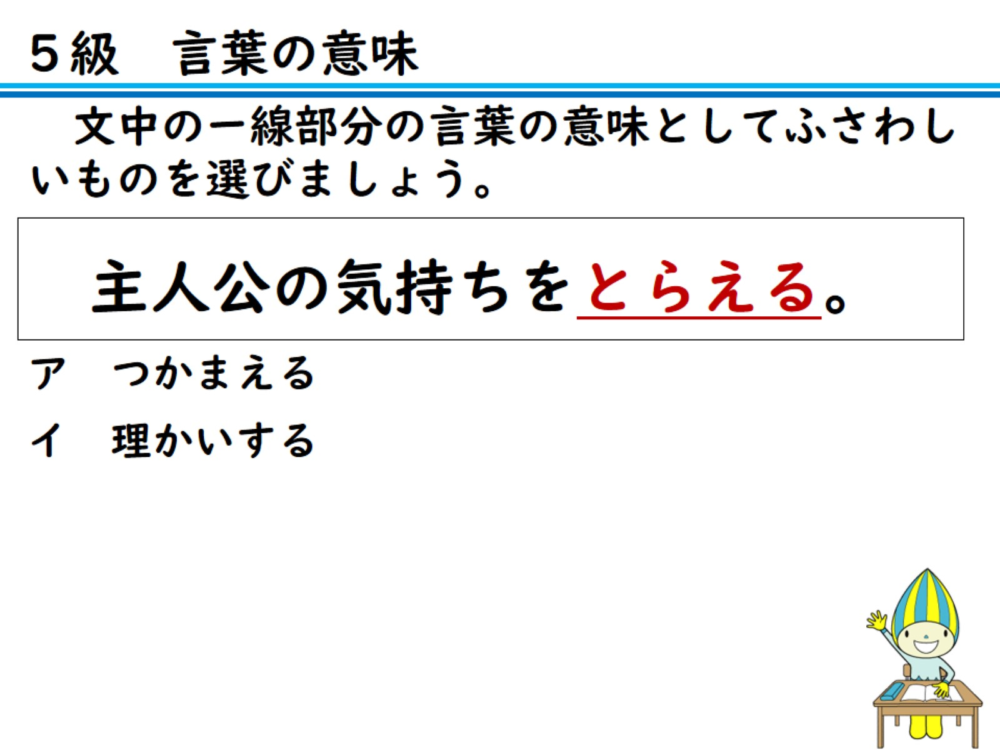 ５級　言葉の意味
文中の一線部分の言葉の意味としてふさわし
いものを選びましょう。
主人公の気持ちをとらえる。
ア　つかまえる
イ　理かいする